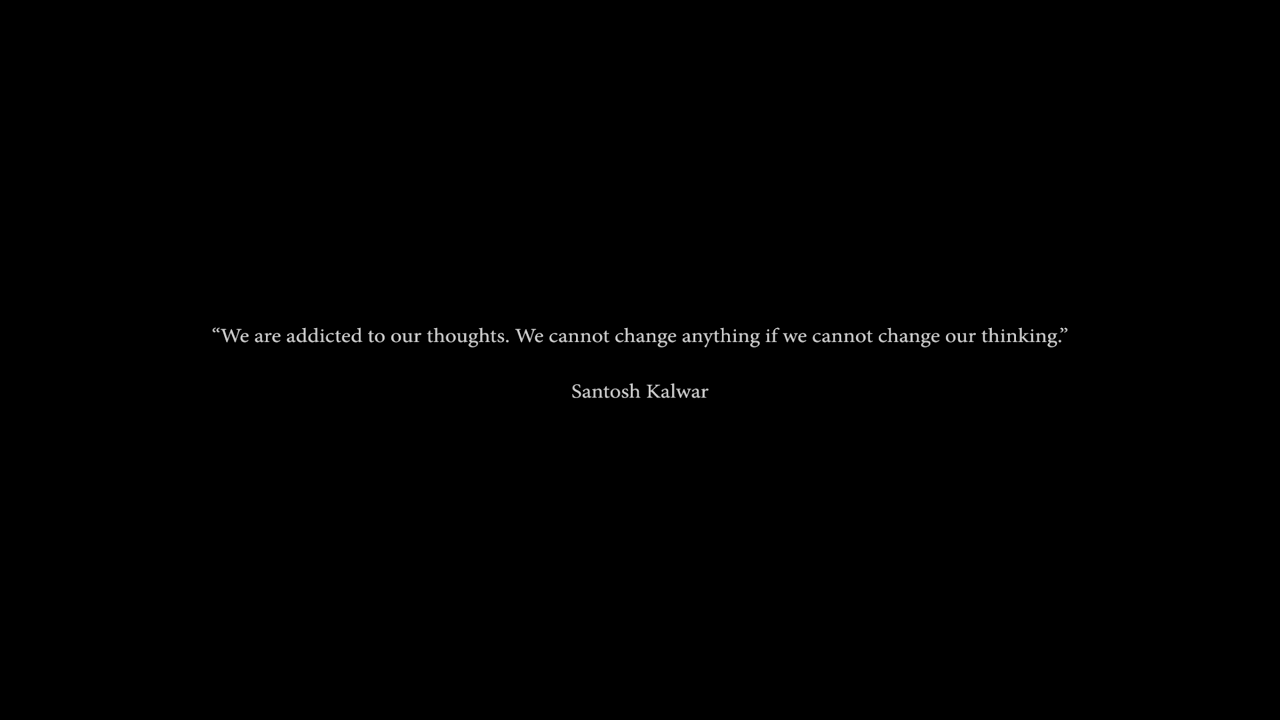 “We are addicted to our thoughts. We cannot change anything if we cannot change our thinking.”
Santosh Kalwar